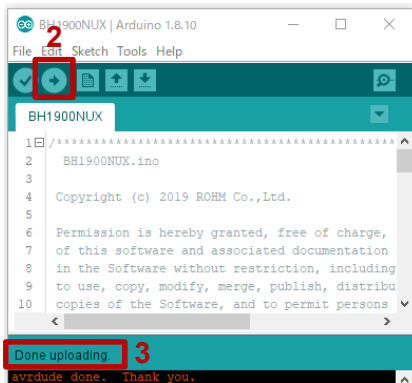 BH1900NUX | Arduino 1.8.10
2
File Edit Sketch Tools Help
BH1900NUX
1 /****************************************
2 BH1900NUX.ino
3
4 Copyright (c) 2019 ROHM Co.,Ltd.
5
6 Permission is hereby granted, free of charge,
7 of this software and associated documentation
8 in the Software without restriction, including
9 to use, copy, modify, merge, publish, distribu
10 copies of the Software, and to permit persons
Done uploading. 3
avrdude done. Thank you.